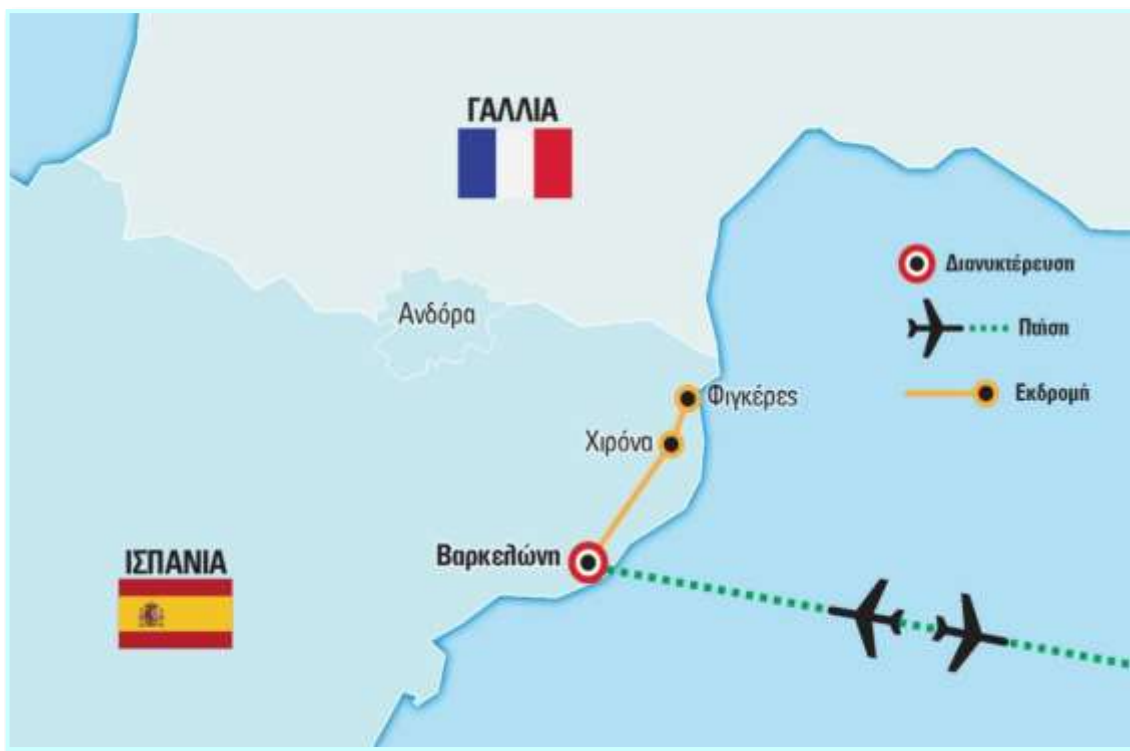 ΓΑΛΛΙΑ
Διανυκτέρευση
Ανδόρα
Πτήση
Φιγκέρες
Εκδρομή
Χιρόνα
Βαρκελώνη
ΙΣΠΑΝΙΑ